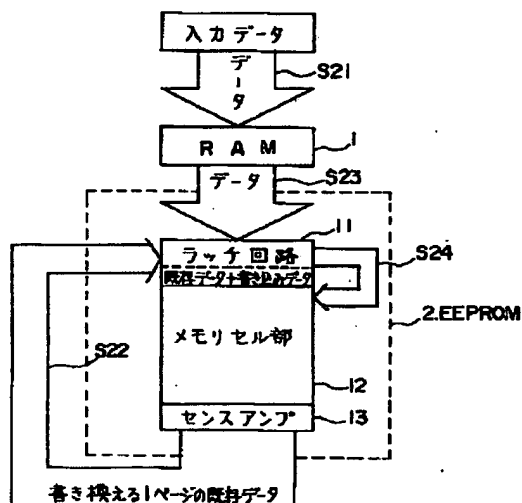 入力データ
データ
S21
RAM
1
データ
S23
11
ラッチ回路
S24
既存データ+書き込みデータ
2.EEPROM
メモリセル部
S22
12
センスアンプ
13
書き換える1ページの既存データ